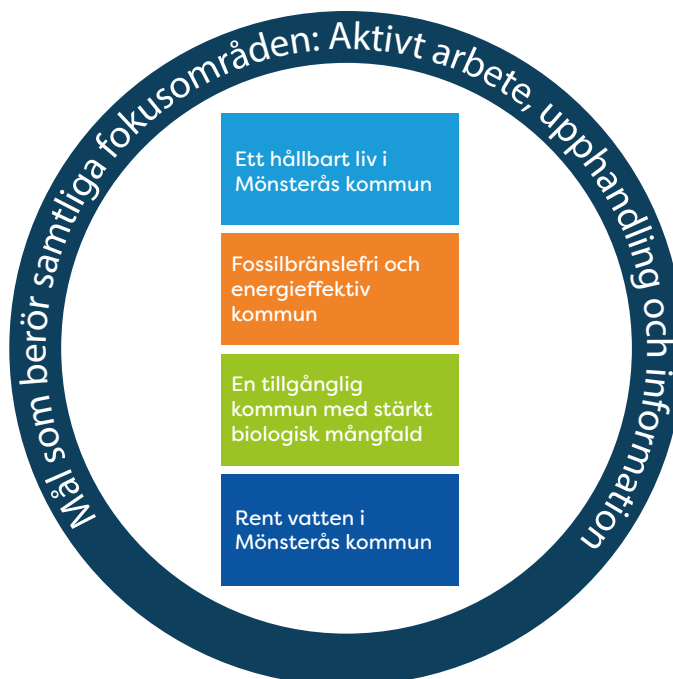 Mål som berör samtliga fokusområden: Aktivt arbete, upphandling och information
Ett hållbart liv i
Mönsterås kommun
Fossilbränslefri och
energieffektiv
kommun
En tillgänglig
kommun med stärkt
biologisk mångfald
Rent vatten i
Mönsterås kommun